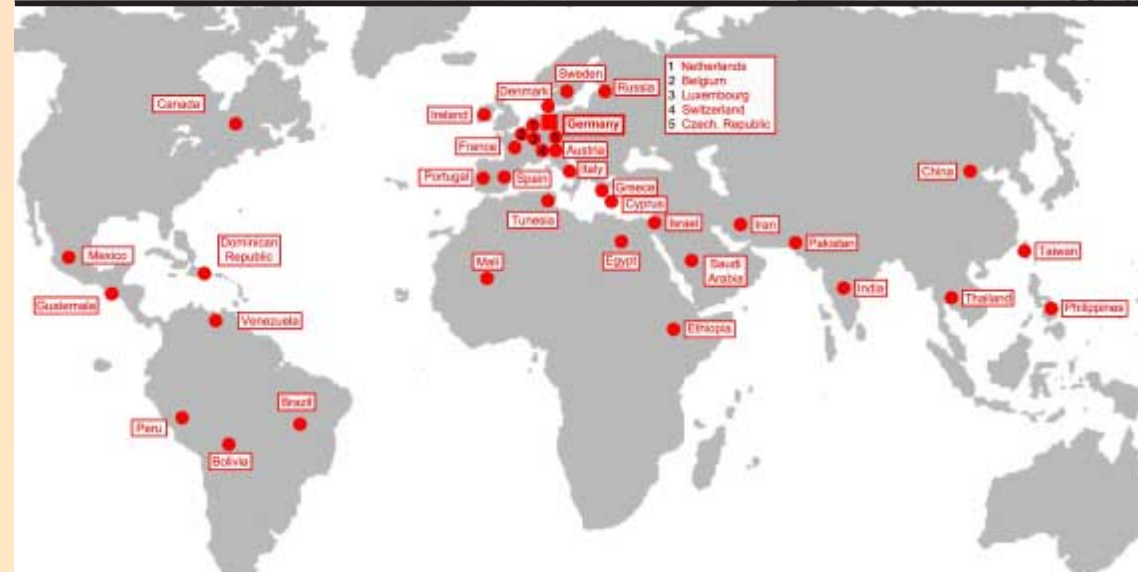 Sweden
Denmark
Russia
1 Netherlands
2 Belgium
3 Luxembourg
4 Switzerland
5 Czech. Republic
Canada
Ireland
Germany
France
Austria
Italy
Portugal
Spain
Greece
Cyprus
Tunesia
China
Israel
Iran
Pakistan
Taiwan
Mexico
Dominican
Republic
Mali
Egypt
Saudi
Arabia
India
Guatemala
Thailand
Philippines
Venezuela
Ethiopia
Brazil
Peru
Bolivia